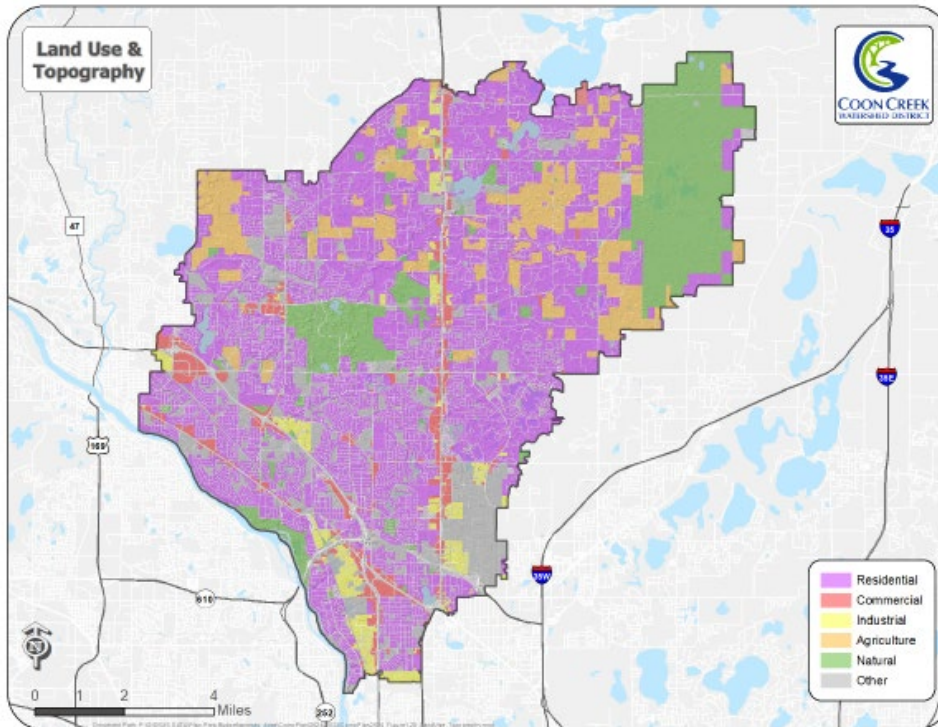 Land Use &
Topography
COON CREEK
WATERSHED DISTRICT
47
35
35E
169
35W
610
252
Residential
Commercial
Industrial
Agriculture
Natural
Other
N
0 2 4
Miles